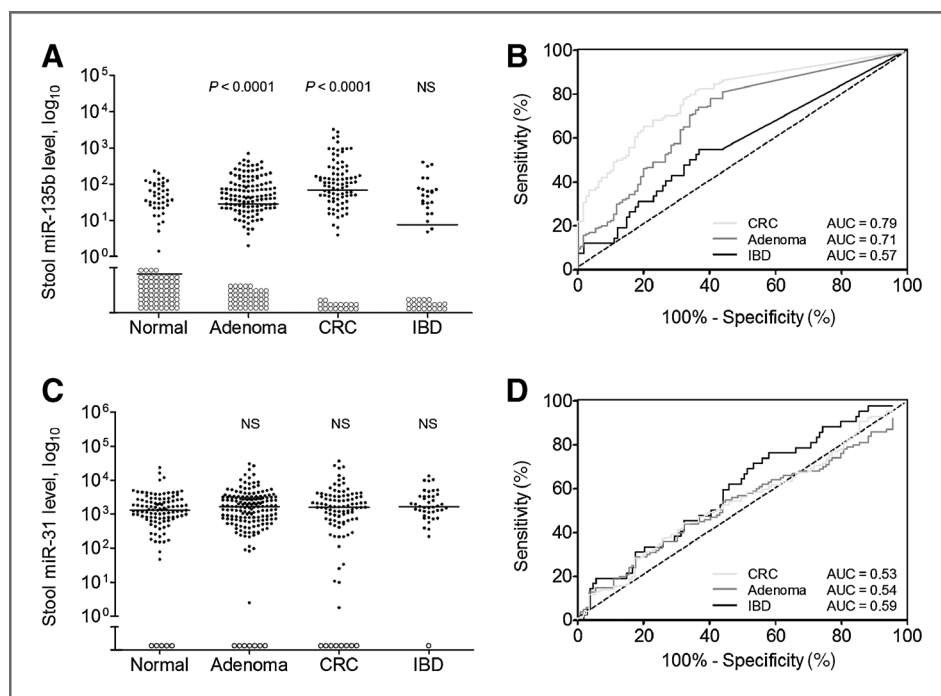 A
Stool miR-135b level, log10
10^5
10^4
10^3
10^2
10^1
10^0
P < 0.0001
P < 0.0001
NS
Normal
Adenoma
CRC
IBD
B
Sensitivity (%)
100
80
60
40
20
0
CRC AUC = 0.79
Adenoma AUC = 0.71
IBD AUC = 0.57
0 20 40 60 80 100
100% - Specificity (%)
C
Stool miR-31 level, log10
10^6
10^5
10^4
10^3
10^2
10^1
10^0
NS
NS
NS
Normal
Adenoma
CRC
IBD
D
Sensitivity (%)
100
80
60
40
20
0
CRC AUC = 0.53
Adenoma AUC = 0.54
IBD AUC = 0.59
0 20 40 60 80 100
100% - Specificity (%)